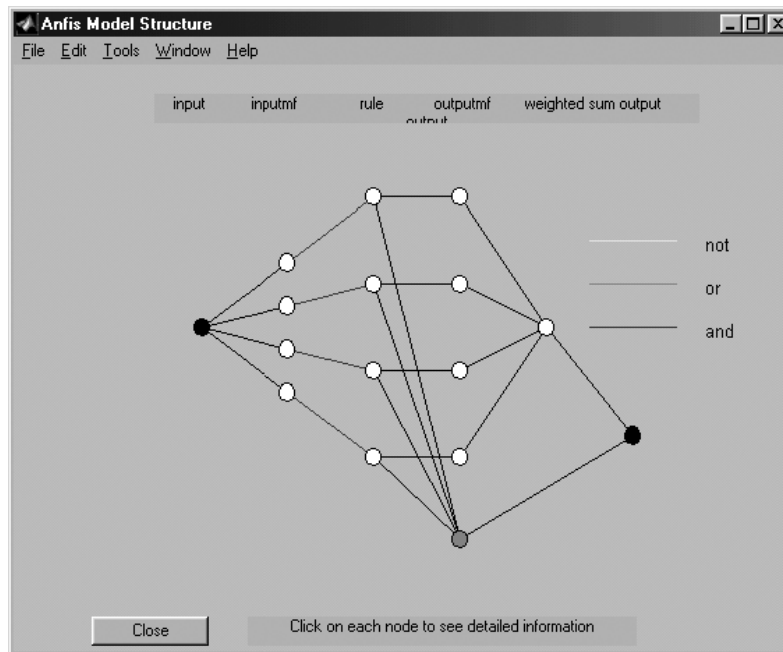 Anfis Model Structure
File Edit Tools Window Help
input inputmf rule outputmf weighted sum output
output
not
or
and
Close
Click on each node to see detailed information